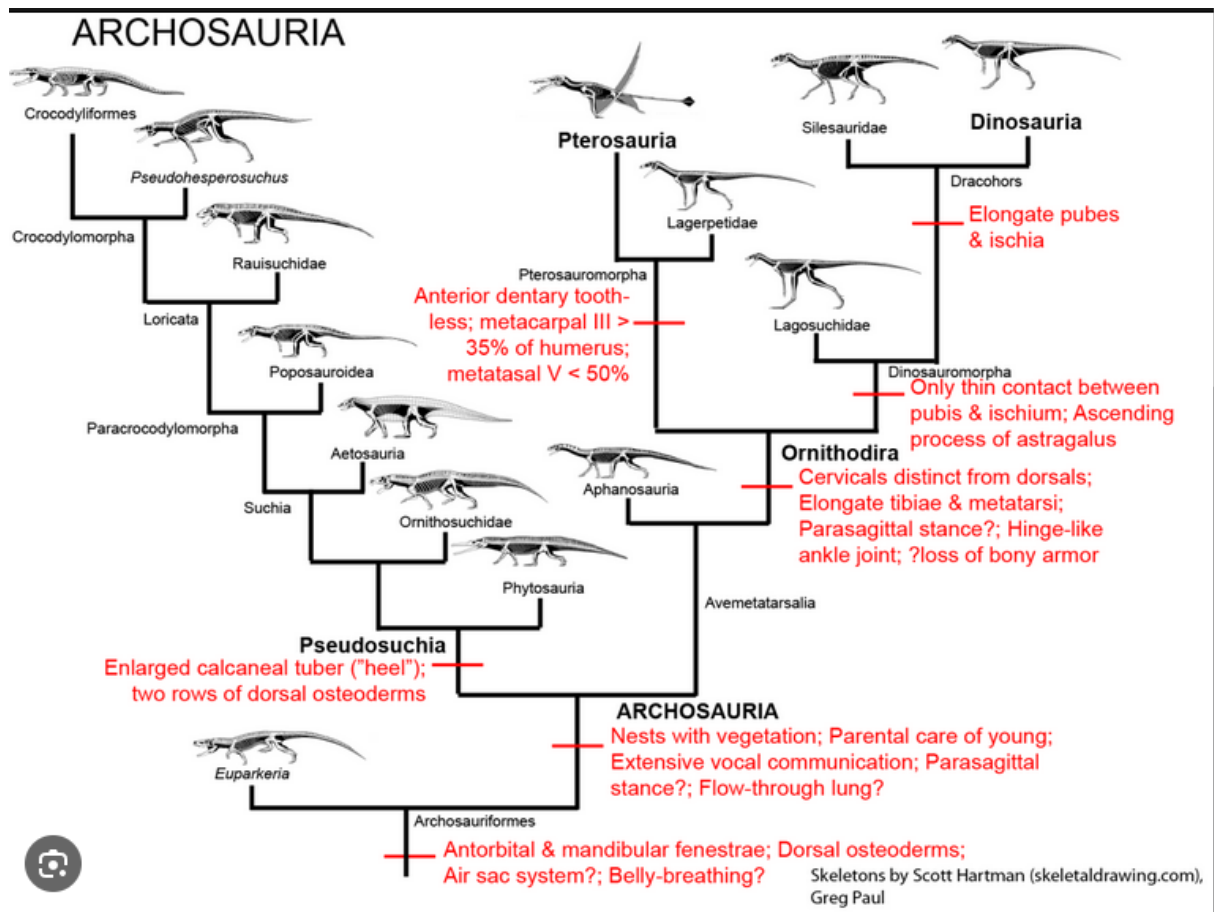 ARCHOSAURIA
Crocodyliformes
Pseudohesperosuchus
Crocodylomorpha
Rauisuchidae
Loricata
Poposauroidea
Paracrocodylomorpha
Aetosauria
Suchia
Ornithosuchidae
Phytosauria
Pseudosuchia
Enlarged calcaneal tuber ("heel");
two rows of dorsal osteoderms
Pterosauria
Lagerpetidae
Pterosauromorpha
Anterior dentary tooth-
less; metacarpal III >
35% of humerus;
metatasal V < 50%
Silesauridae
Dinosauria
Dracohors
Elongate pubes
& ischia
Lagosuchidae
Dinosauromorpha
Only thin contact between
pubis & ischium; Ascending
process of astragalus
Ornithodira
Cervicals distinct from dorsals;
Elongate tibiae & metatarsi;
Parasagittal stance?; Hinge-like
ankle joint; ?loss of bony armor
Aphanosauria
Avemetatarsalia
ARCHOSAURIA
Nests with vegetation; Parental care of young;
Extensive vocal communication; Parasagittal
stance?; Flow-through lung?
Euparkeria
Archosauriformes
Antorbital & mandibular fenestrae; Dorsal osteoderms;
Air sac system?; Belly-breathing?
Skeletons by Scott Hartman (skeletaldrawing.com),
Greg Paul